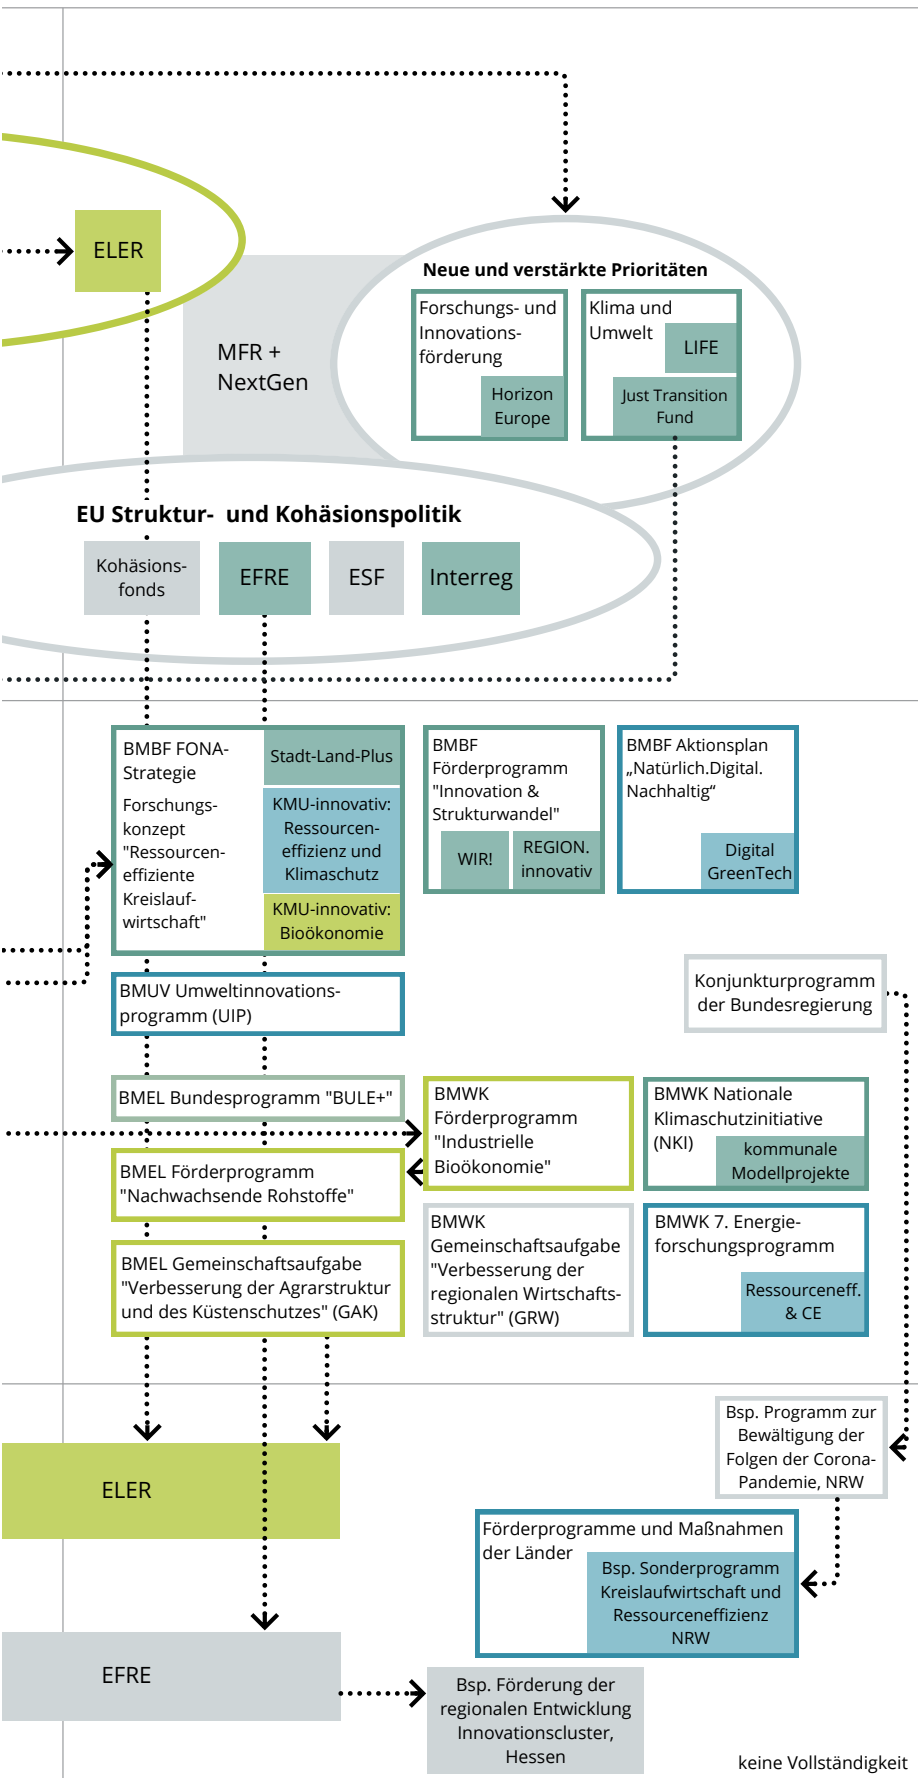 ELER
MFR +
NextGen
Neue und verstärkte Prioritäten
Forschungs- und
Innovations-
förderung
Horizon
Europe
Klima und
Umwelt
LIFE
Just Transition
Fund
EU Struktur- und Kohäsionspolitik
Kohäsions-
fonds
EFRE
ESF
Interreg
BMBF FONA-
Strategie
Forschungs-
konzept
"Ressourcen-
effiziente
Kreislauf-
wirtschaft"
Stadt-Land-Plus
KMU-innovativ:
Ressourcen-
effizienz und
Klimaschutz
KMU-innovativ:
Bioökonomie
BMBF
Förderprogramm
"Innovation &
Strukturwandel"
WIR!
REGION.
innovativ
BMBF Aktionsplan
„Natürlich.Digital.
Nachhaltig“
Digital
GreenTech
BMUV Umweltinnovations-
programm (UIP)
Konjunkturprogramm
der Bundesregierung
BMEL Bundesprogramm "BULE+"
BMWK
Förderprogramm
"Industrielle
Bioökonomie"
BMWK Nationale
Klimaschutzinitiative
(NKI)
kommunale
Modellprojekte
BMEL Förderprogramm
"Nachwachsende Rohstoffe"
BMWK
Gemeinschaftsaufgabe
"Verbesserung der
regionalen Wirtschafts-
struktur" (GRW)
BMWK 7. Energie-
forschungsprogramm
Ressourceneff.
& CE
BMEL Gemeinschaftsaufgabe
"Verbesserung der Agrarstruktur
und des Küstenschutzes" (GAK)
Bsp. Programm zur
Bewältigung der
Folgen der Corona-
Pandemie, NRW
ELER
Förderprogramme und Maßnahmen
der Länder
Bsp. Sonderprogramm
Kreislaufwirtschaft und
Ressourceneffizienz
NRW
EFRE
Bsp. Förderung der
regionalen Entwicklung
Innovationscluster,
Hessen
keine Vollständigkeit